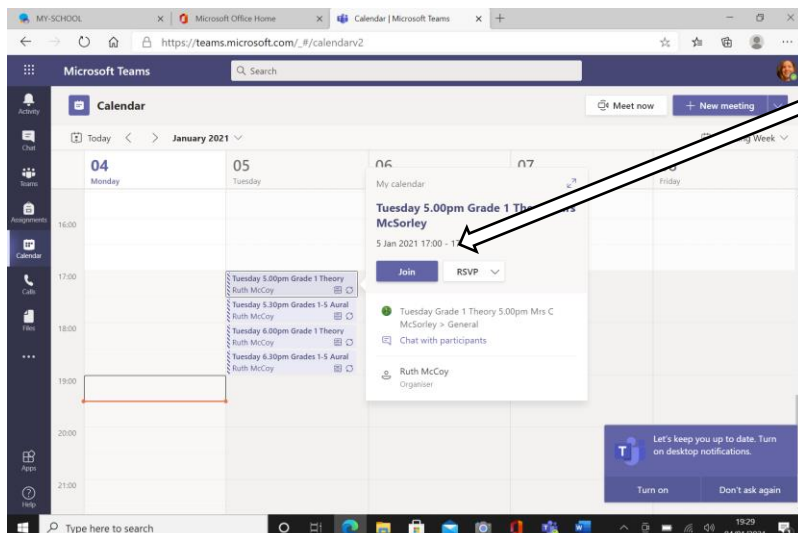 MY-SCHOOL
Microsoft Office Home
Calendar | Microsoft Teams
https://teams.microsoft.com/_#/calendarv2
Microsoft Teams
Search
Activity
Chat
Teams
Assignments
Calendar
Calls
Files
Apps
Help
Calendar
Meet now
New meeting
Today
January 2021
Week
04
Monday
05
Tuesday
06
07
Friday
16:00
17:00
18:00
19:00
20:00
21:00
Tuesday 5.00pm Grade 1 Theory
Ruth McCoy
Tuesday 5.30pm Grades 1-5 Aural
Ruth McCoy
Tuesday 6.00pm Grade 1 Theory
Ruth McCoy
Tuesday 6.30pm Grades 1-5 Aural
Ruth McCoy
My calendar
Tuesday 5.00pm Grade 1
McSorley
5 Jan 2021 17:00 -
Join
RSVP
Tuesday Grade 1 Theory 5:00pm Mrs C
McSorley > General
Chat with participants
Ruth McCoy
Organiser
Let's keep you up to date. Turn
on desktop notifications.
Turn on
Don't ask again
Type here to search
19:29
04/01/2021